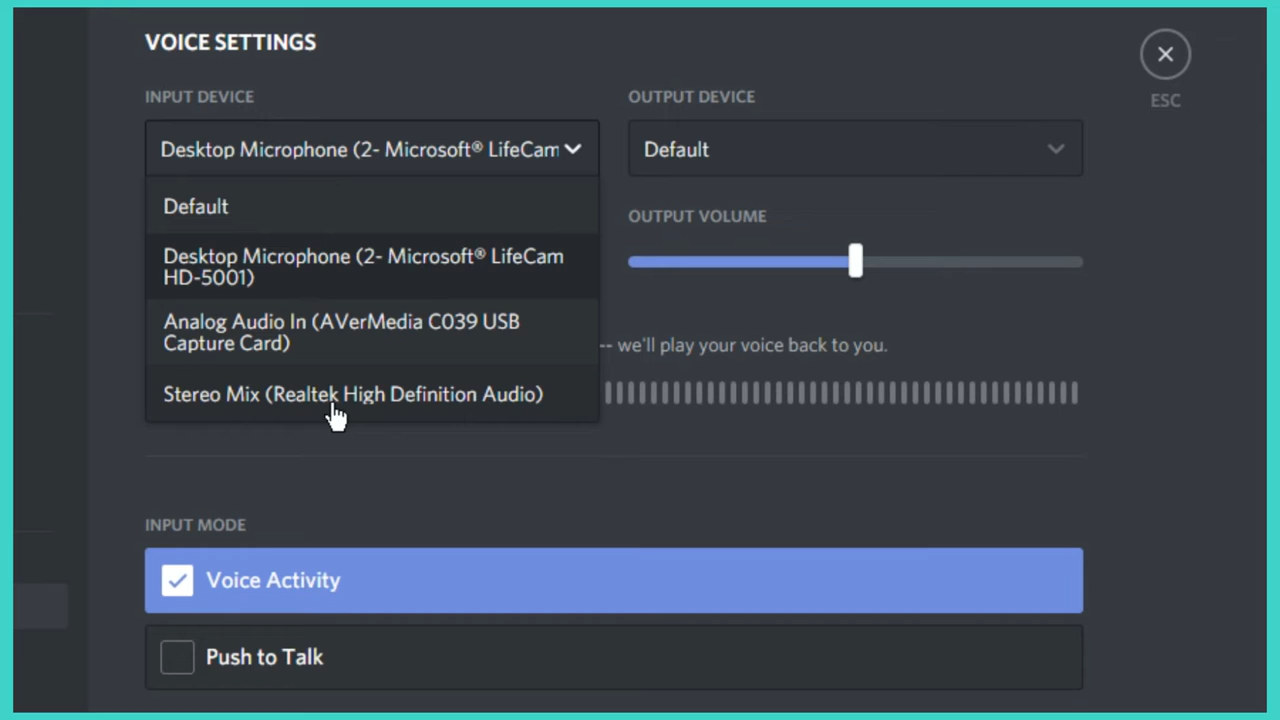 VOICE SETTINGS
ESC
INPUT DEVICE
Desktop Microphone (2- Microsoft® LifeCam
Default
Desktop Microphone (2- Microsoft® LifeCam
HD-5001)
Analog Audio In (AVerMedia C039 USB
Capture Card)
Stereo Mix (Realtek High Definition Audio)
OUTPUT DEVICE
Default
OUTPUT VOLUME
-- we'll play your voice back to you.
INPUT MODE
Voice Activity
Push to Talk